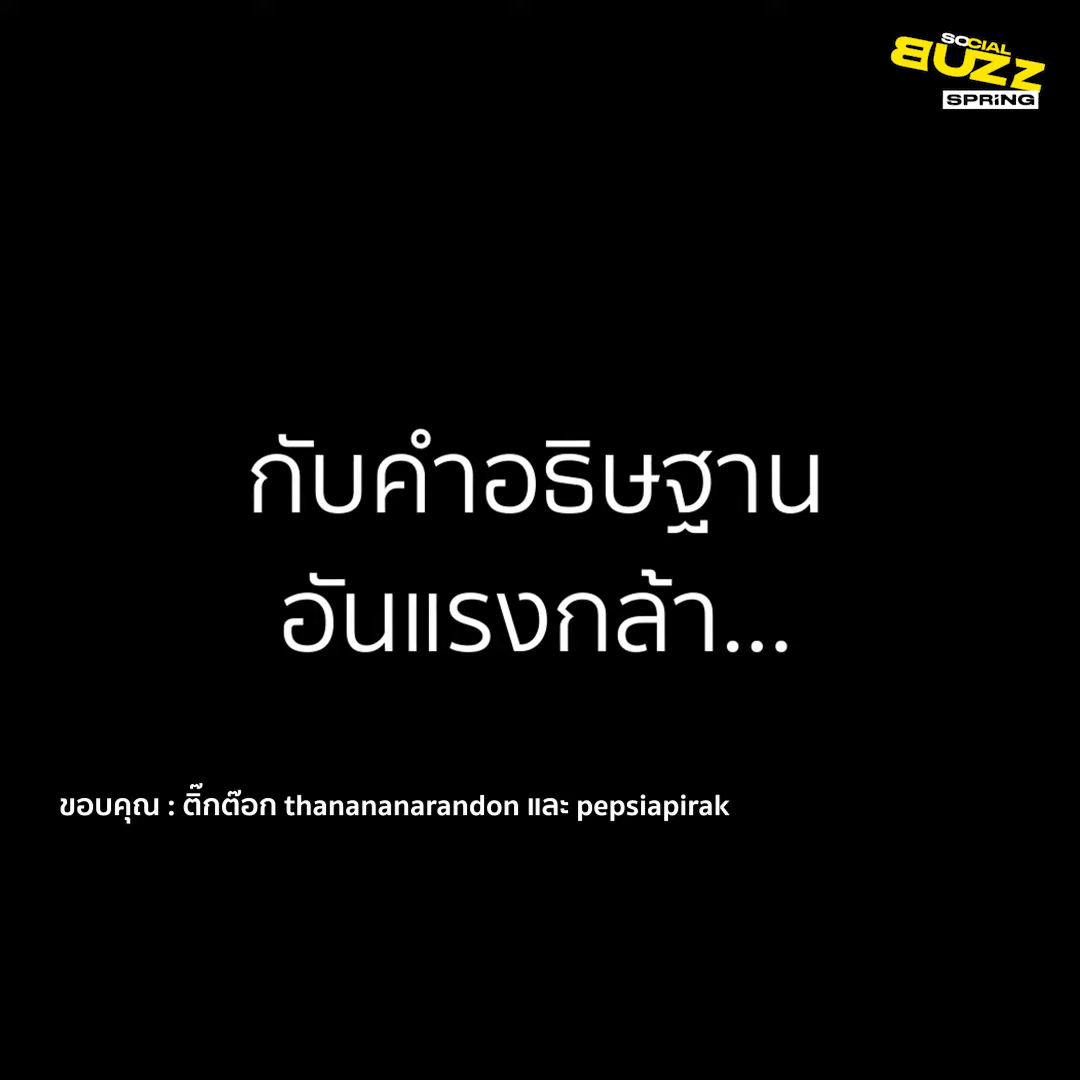 SOCIAL
BUZZ
SPRiNG
กับคำอธิษฐาน
อันแรงกล้า...
ขอบคุณ : ติ๊กต๊อก thanananarandon และ pepsiapirak